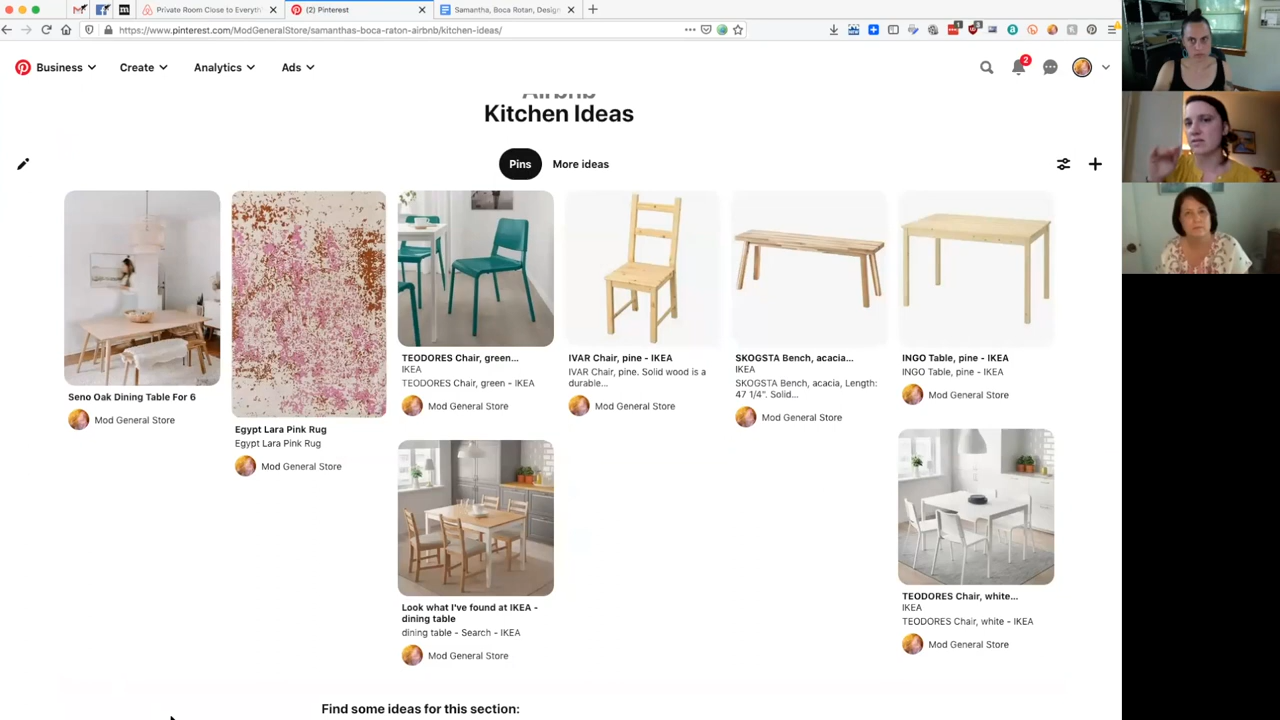 Private Room Close to Everyth
(2) Pinterest
Samantha, Boca Rotan, Design
https://www.pinterest.com/ModGeneralStore/samanthas-boca-raton-airbnb/kitchen-ideas/
Business
Create
Analytics
Ads
2
Airbnb
Kitchen Ideas
Pins
More ideas
Seno Oak Dining Table For 6
Mod General Store
Egypt Lara Pink Rug
Egypt Lara Pink Rug
Mod General Store
TEODORES Chair, green...
IKEA
TEODORES Chair, green - IKEA
Mod General Store
IVAR Chair, pine - IKEA
IVAR Chair, pine. Solid wood is a
durable...
Mod General Store
SKOGSTA Bench, acacia...
IKEA
SKOGSTA Bench, acacia, Length:
47 1/4". Solid...
Mod General Store
INGO Table, pine - IKEA
INGO Table, pine - IKEA
Mod General Store
Look what I've found at IKEA -
dining table
dining table - Search - IKEA
Mod General Store
TEODORES Chair, white...
IKEA
TEODORES Chair, white - IKEA
Mod General Store
Find some ideas for this section: